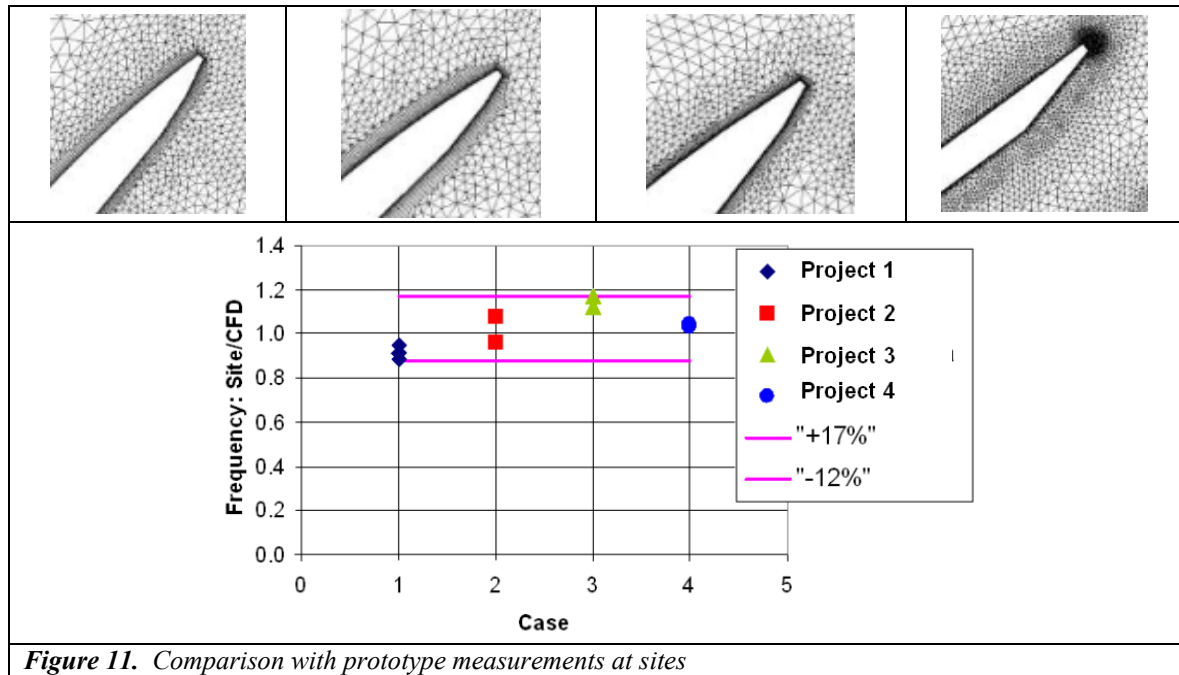 1.4
1.2
1.0
0.8
0.6
0.4
0.2
0.0
Frequency: Site/CFD
0 1 2 3 4 5
Case
Project 1
Project 2
Project 3
Project 4
"+17%"
"-12%"
Figure 11. Comparison with prototype measurements at sites